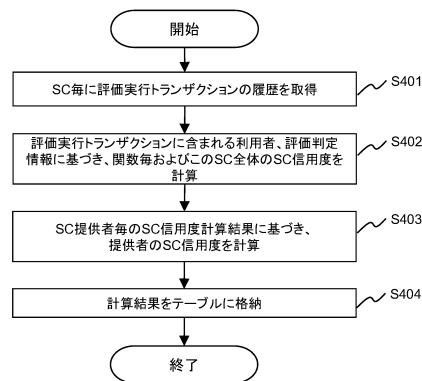 開始
SC毎に評価実行トランザクションの履歴を取得
S401
評価実行トランザクションに含まれる利用者、評価判定
情報に基づき、関数毎およびこのSC全体のSC信用度を
計算
S402
SC提供者毎のSC信用度計算結果に基づき、
提供者のSC信用度を計算
S403
計算結果をテーブルに格納
S404
終了